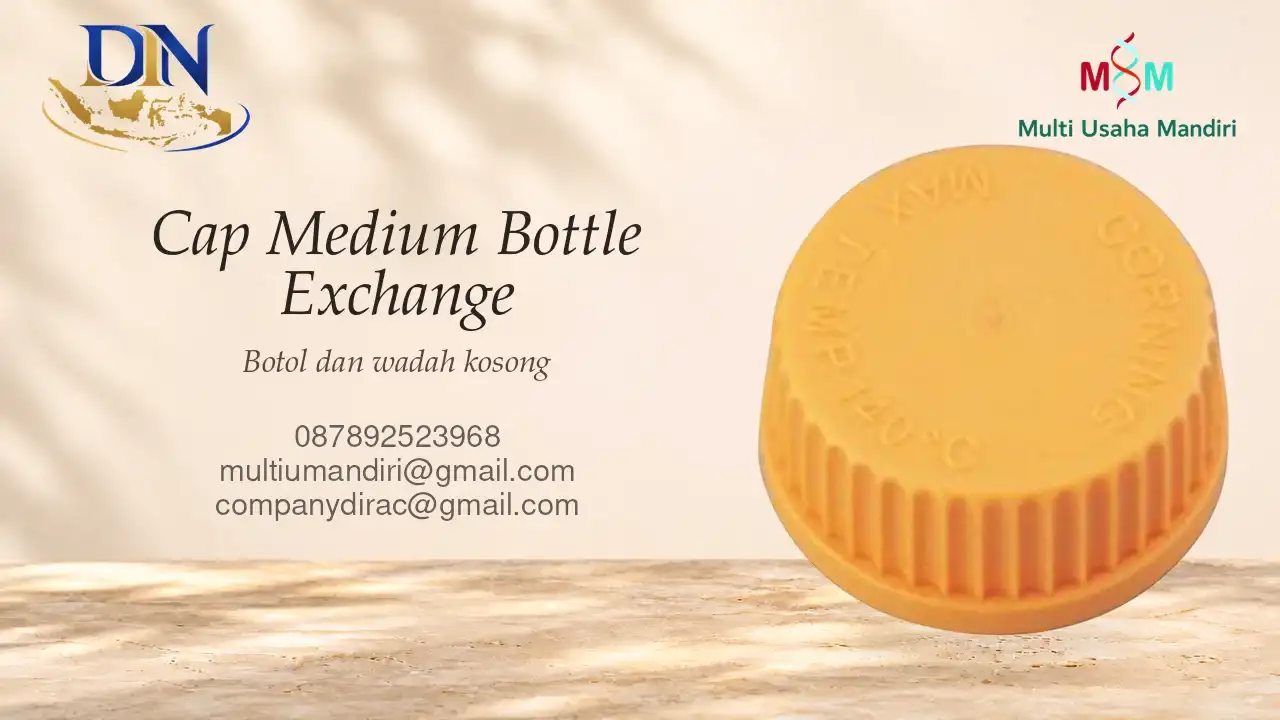 DN
M M
Multi Usaha Mandiri
Cap Medium Bottle
Exchange
Botol dan wadah kosong
087892523968
multiumandiri@gmail.com
companydirac@gmail.com
MAX TEMP 140 °C
CORNING